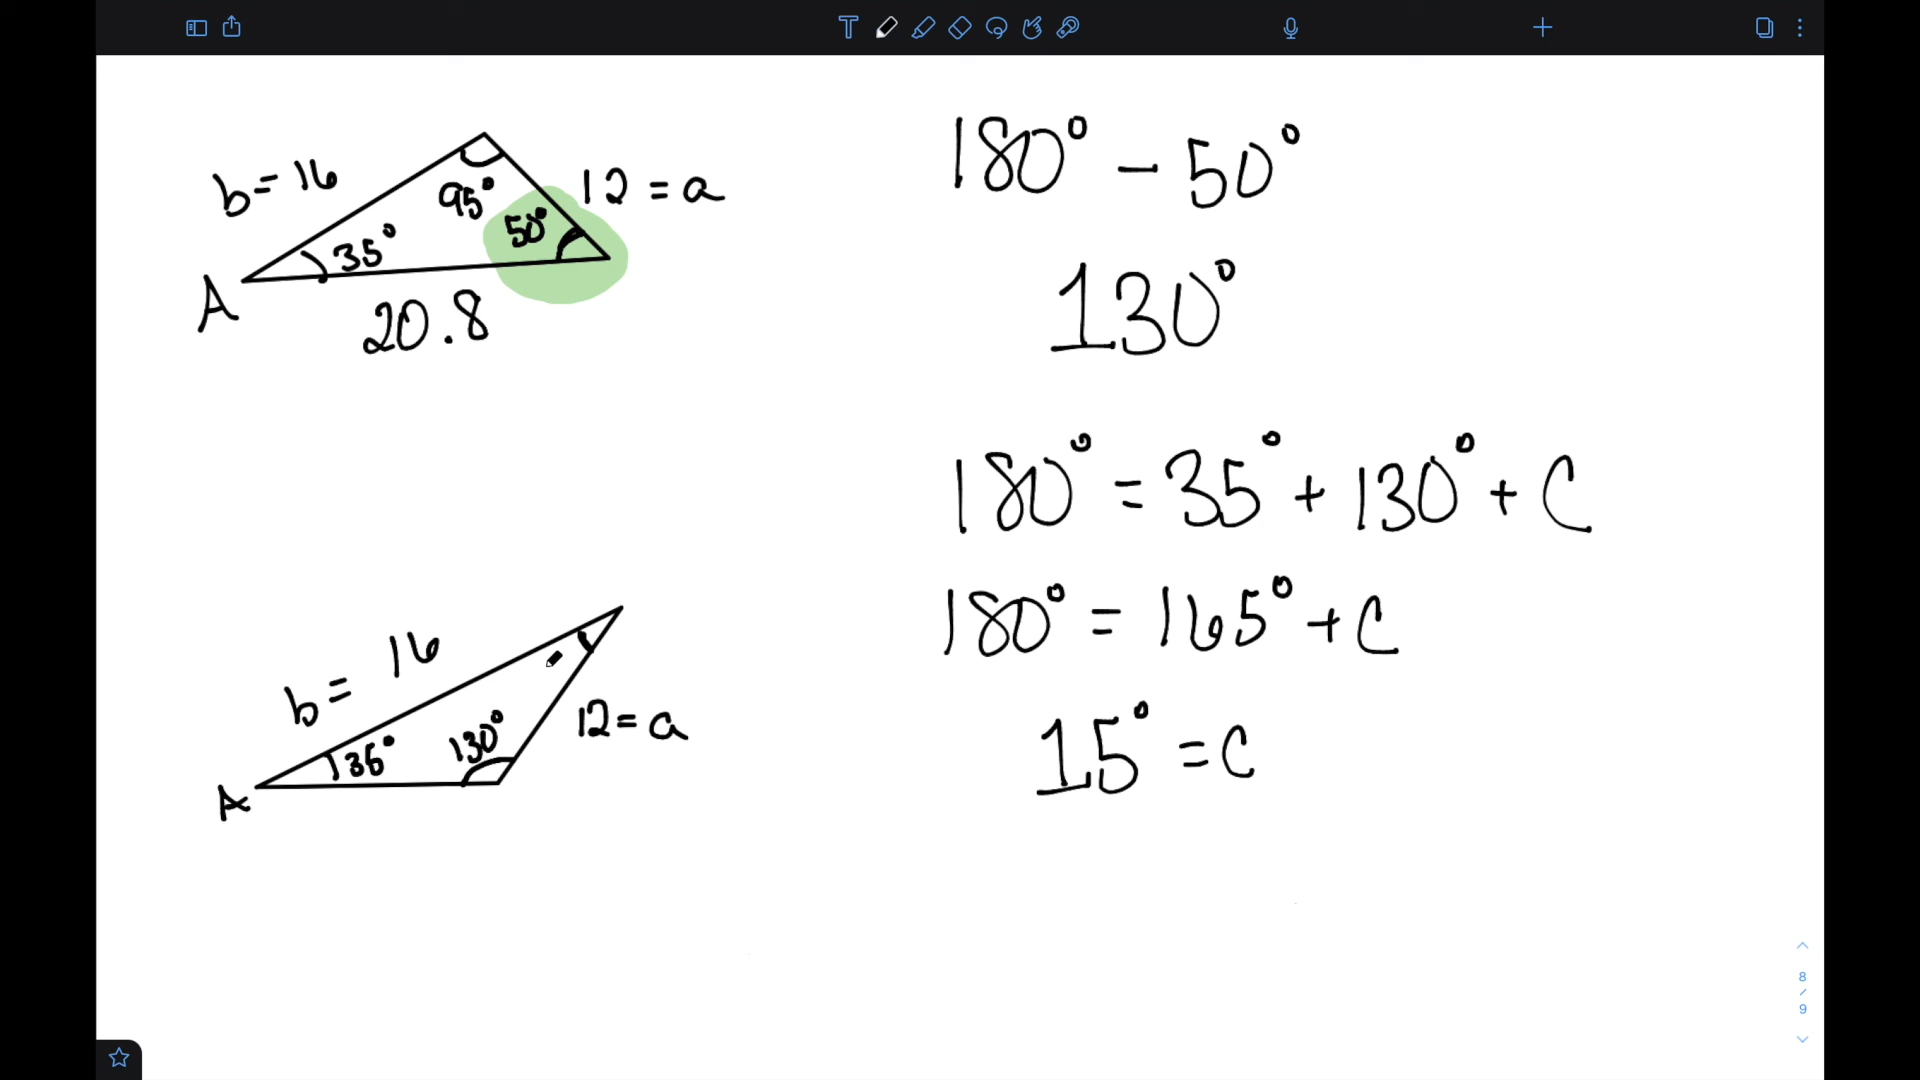 b=16
95°
12=a
50°
35°
A
20.8
180° - 50°
130°
180° = 35° + 130° + C
180° = 165° + C
15° = C
b=16
12=a
35°
130°
A
8
/
9